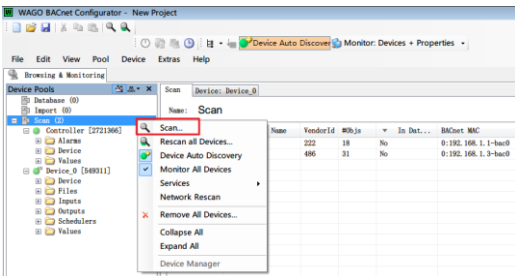 WAGO BACnet Configurator - New Project
Device Auto Discover Monitor: Devices + Properties
File Edit View Pool Device Extras Help
Browsing & Monitoring
Device Pools
Scan Device: Device_0
Database (0)
Import (0)
Scan (2)
Controller [2721366]
Alarms
Device
Values
Device_0 [549311]
Device
Files
Inputs
Outputs
Schedulers
Values
Name: Scan
Name VendorId #Objs In Dat... BACnet MAC
222 18 No 0:192.168.1.1-bac0
486 31 No 0:192.168.1.3-bac0
Scan...
Rescan all Devices...
Device Auto Discovery
Monitor All Devices
Services
Network Rescan
Remove All Devices...
Collapse All
Expand All
Device Manager